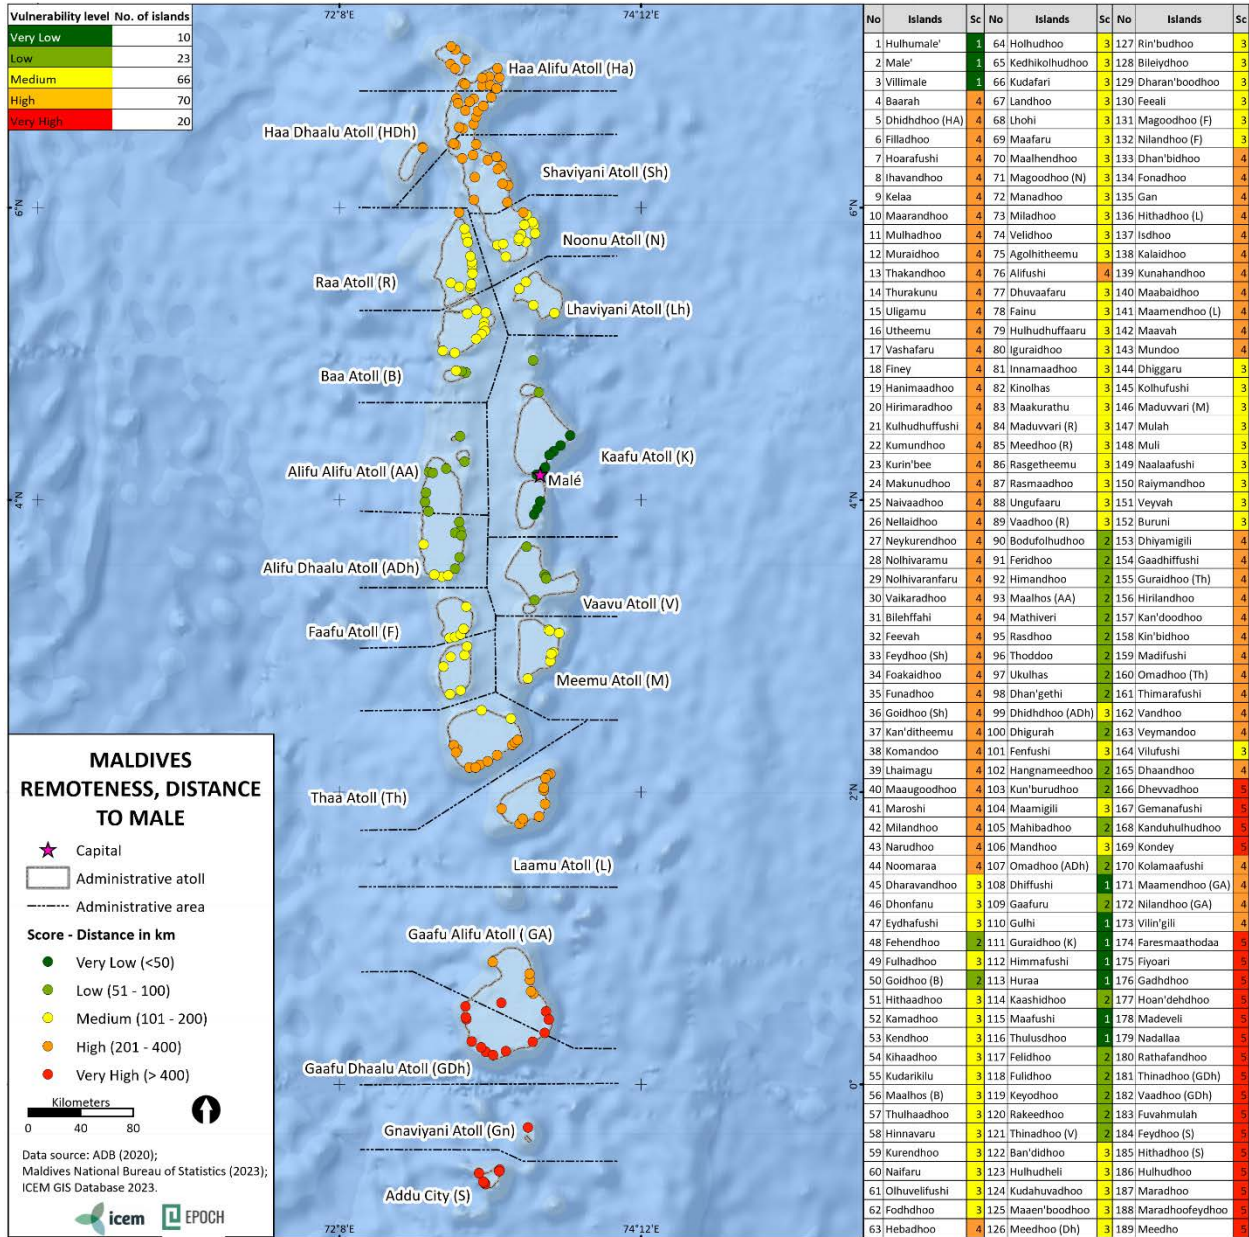 Vulnerability level No. of islands
Very Low 10
Low 23
Medium 66
High 70
Very High 20
72°8'E
74°12'E
Haa Alifu Atoll (Ha)
Haa Dhaalu Atoll (HDh)
Shaviyani Atoll (Sh)
6°N
6°N
Noonu Atoll (N)
Raa Atoll (R)
Lhaviyani Atoll (Lh)
Baa Atoll (B)
Kaafu Atoll (K)
Alifu Alifu Atoll (AA)
Malé
4°N
4°N
Alifu Dhaalu Atoll (ADh)
Vaavu Atoll (V)
Faafu Atoll (F)
Meemu Atoll (M)
Thaa Atoll (Th)
2°N
Laamu Atoll (L)
Gaafu Alifu Atoll ( GA)
Gaafu Dhaalu Atoll (GDh)
0°
Gnaviyani Atoll (Gn)
Addu City (S)
72°8'E
74°12'E
MALDIVES
REMOTENESS, DISTANCE
TO MALE
Capital
Administrative atoll
Administrative area
Score - Distance in km
Very Low (<50)
Low (51 - 100)
Medium (101 - 200)
High (201 - 400)
Very High (> 400)
Kilometers
0 40 80
Data source: ADB (2020);
Maldives National Bureau of Statistics (2023);
ICEM GIS Database 2023.
icem EPOCH
No Islands Sc No Islands Sc No Islands Sc
1 Hulhumale' 1 64 Holhudhoo 3 127 Rin'budhoo 3
2 Male' 1 65 Kedhikolhudhoo 3 128 Bileiydhoo 3
3 Villimale 1 66 Kudafari 3 129 Dharan'boodhoo 3
4 Baarah 4 67 Landhoo 3 130 Feeali 3
5 Dhidhdhoo (HA) 4 68 Lhohi 3 131 Magoodhoo (F) 3
6 Filladhoo 4 69 Maafaru 3 132 Nilandhoo (F) 3
7 Hoarafushi 4 70 Maalhendhoo 3 133 Dhan'bidhoo 4
8 Ihavandhoo 4 71 Magoodhoo (N) 3 134 Fonadhoo 4
9 Kelaa 4 72 Manadhoo 3 135 Gan 4
10 Maarandhoo 4 73 Miladhoo 3 136 Hithadhoo (L) 4
11 Mulhadhoo 4 74 Velidhoo 3 137 Isdhoo 4
12 Muraidhoo 4 75 Agolhitheemu 3 138 Kalaidhoo 4
13 Thakandhoo 4 76 Alifushi 4 139 Kunahandhoo 4
14 Thurakunu 4 77 Dhuvaafaru 3 140 Maabaidhoo 4
15 Uligamu 4 78 Fainu 3 141 Maamendhoo (L) 4
16 Utheemu 4 79 Hulhudhuffaaru 3 142 Maavah 4
17 Vashafaru 4 80 Iguraidhoo 3 143 Mundoo 4
18 Finey 4 81 Innamaadhoo 3 144 Dhiggaru 3
19 Hanimaadhoo 4 82 Kinolhas 3 145 Kolhufushi 3
20 Hirimaradhoo 4 83 Maakurathu 3 146 Maduvvari (M) 3
21 Kulhudhuffushi 4 84 Maduvvari (R) 3 147 Mulah 3
22 Kumundhoo 4 85 Meedhoo (R) 3 148 Muli 3
23 Kurin'bee 4 86 Rasgetheemu 3 149 Naalaafushi 3
24 Makunudhoo 4 87 Rasmaadhoo 3 150 Raiymandhoo 3
25 Naivaadhoo 4 88 Ungufaaru 3 151 Veyvah 3
26 Nellaidhoo 4 89 Vaadhoo (R) 3 152 Buruni 3
27 Neykurendhoo 4 90 Bodufolhudhoo 2 153 Dhiyamigili 4
28 Nolhivaramu 4 91 Feridhoo 2 154 Gaadhiffushi 4
29 Nolhivaranfaru 4 92 Himandhoo 2 155 Guraidhoo (Th) 4
30 Vaikaradhoo 4 93 Maalhos (AA) 2 156 Hirilandhoo 4
31 Bilehffahi 4 94 Mathiveri 2 157 Kan'doodhoo 4
32 Feevah 4 95 Rasdhoo 2 158 Kin'bidhoo 4
33 Feydhoo (Sh) 4 96 Thoddoo 2 159 Madifushi 4
34 Foakaidhoo 4 97 Ukulhas 2 160 Omadhoo (Th) 4
35 Funadhoo 4 98 Dhan'gethi 2 161 Thimarafushi 4
36 Goidhoo (Sh) 4 99 Dhidhdhoo (ADh) 3 162 Vandhoo 4
37 Kan'ditheemu 4 100 Dhigurah 2 163 Veymandoo 4
38 Komandoo 4 101 Fenfushi 3 164 Vilufushi 3
39 Lhaimagu 4 102 Hangnameedhoo 2 165 Dhaandhoo 4
40 Maaugoodhoo 4 103 Kun'burudhoo 2 166 Dhevvadhoo 5
41 Maroshi 4 104 Maamigili 3 167 Gemanafushi 5
42 Milandhoo 4 105 Mahibadhoo 2 168 Kanduhulhudhoo 5
43 Narudhoo 4 106 Mandhoo 3 169 Kondey 5
44 Noomaraa 4 107 Omadhoo (ADh) 2 170 Kolamaafushi 4
45 Dharavandhoo 3 108 Dhiffushi 1 171 Maamendhoo (GA) 4
46 Dhonfanu 3 109 Gaafuru 2 172 Nilandhoo (GA) 4
47 Eydhafushi 3 110 Gulhi 1 173 Vilin'gili 4
48 Fehendhoo 2 111 Guraidhoo (K) 1 174 Faresmaathodaa 5
49 Fulhadhoo 3 112 Himmafushi 1 175 Fiyoari 5
50 Goidhoo (B) 2 113 Huraa 1 176 Gadhdhoo 5
51 Hithaadhoo 3 114 Kaashidhoo 2 177 Hoan'dehdhoo 5
52 Kamadhoo 3 115 Maafushi 1 178 Madeveli 5
53 Kendhoo 3 116 Thulusdhoo 1 179 Nadallaa 5
54 Kihaadhoo 3 117 Felidhoo 2 180 Rathafandhoo 5
55 Kudarikilu 3 118 Fulidhoo 2 181 Thinadhoo (GDh) 5
56 Maalhos (B) 3 119 Keyodhoo 2 182 Vaadhoo (GDh) 5
57 Thulhaadhoo 3 120 Rakeedhoo 2 183 Fuvahmulah 5
58 Hinnavaru 3 121 Thinadhoo (V) 2 184 Feydhoo (S) 5
59 Kurendhoo 3 122 Ban'didhoo 3 185 Hithadhoo (S) 5
60 Naifaru 3 123 Hulhudheli 3 186 Hulhudhoo 5
61 Olhuvelifushi 3 124 Kudahuvadhoo 3 187 Maradhoo 5
62 Fodhdhoo 3 125 Maaen'boodhoo 3 188 Maradhoofeydhoo 5
63 Hebadhoo 4 126 Meedhoo (Dh) 3 189 Meedho 5